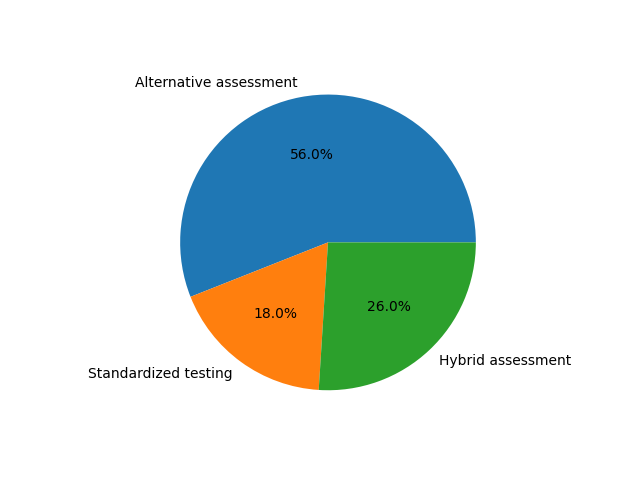 Alternative assessment
56.0%
18.0%
26.0%
Hybrid assessment
Standardized testing